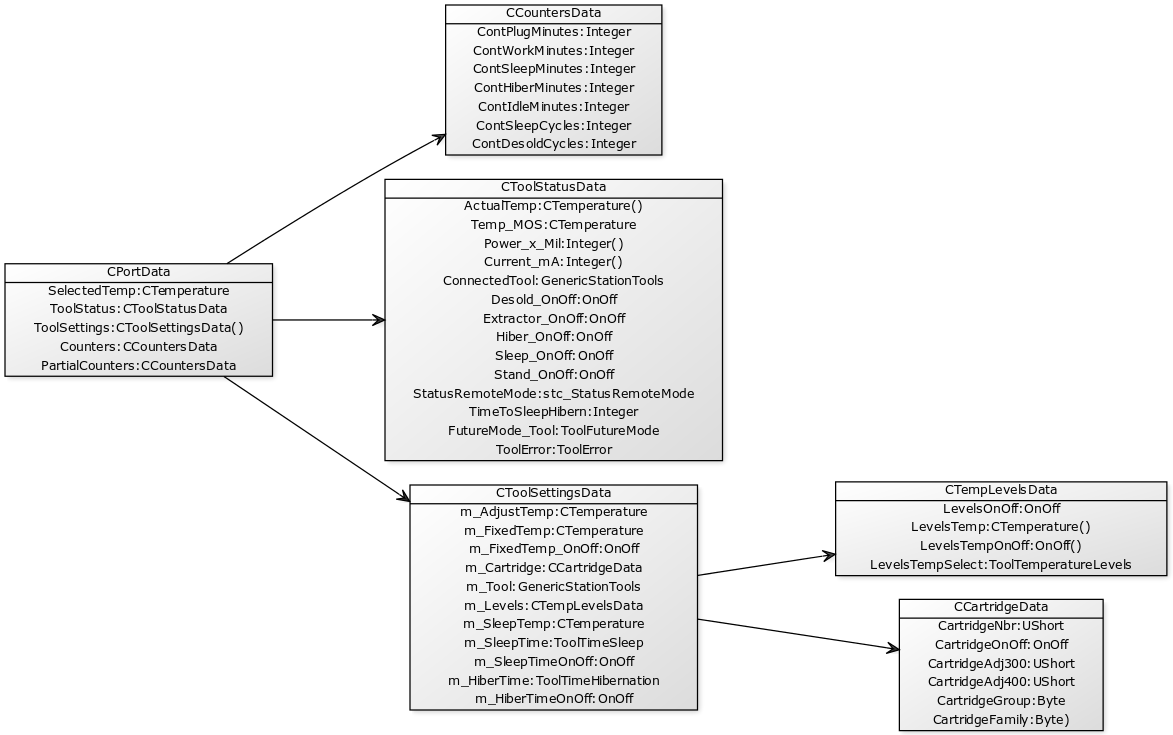 CCountersData
ContPlugMinutes:Integer
ContWorkMinutes:Integer
ContSleepMinutes:Integer
ContHiberMinutes:Integer
ContIdleMinutes:Integer
ContSleepCycles:Integer
ContDesoldCycles:Integer
CToolStatusData
ActualTemp:CTemperature()
Temp_MOS:CTemperature
Power_x_Mil:Integer()
Current_mA:Integer()
ConnectedTool:GenericStationTools
Desold_OnOff:OnOff
Extractor_OnOff:OnOff
Hiber_OnOff:OnOff
Sleep_OnOff:OnOff
Stand_OnOff:OnOff
StatusRemoteMode:stc_StatusRemoteMode
TimeToSleepHibern:Integer
FutureMode_Tool:ToolFutureMode
ToolError:ToolError
CPortData
SelectedTemp:CTemperature
ToolStatus:CToolStatusData
ToolSettings:CToolSettingsData()
Counters:CCountersData
PartialCounters:CCountersData
CToolSettingsData
m_AdjustTemp:CTemperature
m_FixedTemp:CTemperature
m_FixedTemp_OnOff:OnOff
m_Cartridge:CCartridgeData
m_Tool:GenericStationTools
m_Levels:CTempLevelsData
m_SleepTemp:CTemperature
m_SleepTime:ToolTimeSleep
m_SleepTimeOnOff:OnOff
m_HiberTime:ToolTimeHibernation
m_HiberTimeOnOff:OnOff
CTempLevelsData
LevelsOnOff:OnOff
LevelsTemp:CTemperature()
LevelsTempOnOff:OnOff()
LevelsTempSelect:ToolTemperatureLevels
CCartridgeData
CartridgeNbr:UShort
CartridgeOnOff:OnOff
CartridgeAdj300:UShort
CartridgeAdj400:UShort
CartridgeGroup:Byte
CartridgeFamily:Byte)